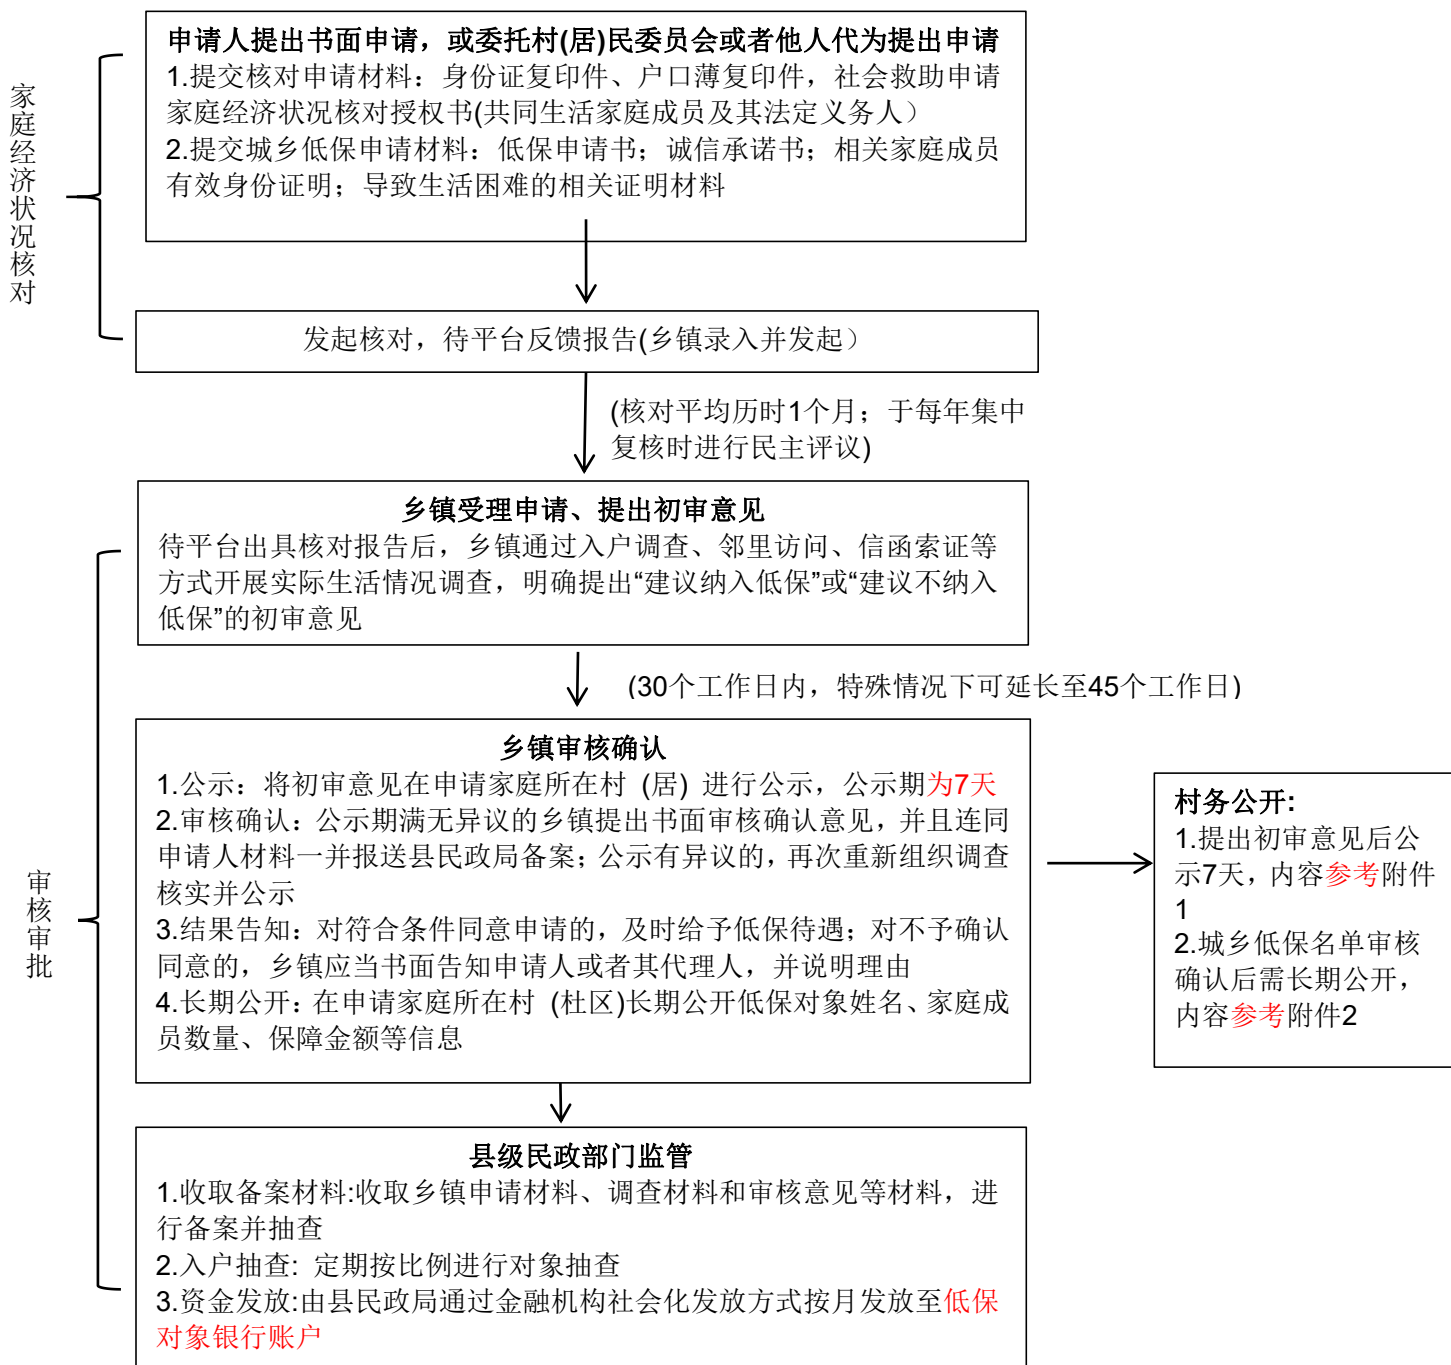 家庭经济状况核对
申请人提出书面申请，或委托村(居)民委员会或者他人代为提出申请
1.提交核对申请材料：身份证复印件、户口薄复印件，社会救助申请
家庭经济状况核对授权书(共同生活家庭成员及其法定义务人）
2.提交城乡低保申请材料：低保申请书；诚信承诺书；相关家庭成员
有效身份证明；导致生活困难的相关证明材料
发起核对，待平台反馈报告(乡镇录入并发起）
(核对平均历时1个月；于每年集中
复核时进行民主评议)
审核审批
乡镇受理申请、提出初审意见
待平台出具核对报告后，乡镇通过入户调查、邻里访问、信函索证等
方式开展实际生活情况调查，明确提出“建议纳入低保”或“建议不纳入
低保”的初审意见
(30个工作日内，特殊情况下可延长至45个工作日)
乡镇审核确认
1.公示：将初审意见在申请家庭所在村 (居) 进行公示，公示期为7天
2.审核确认：公示期满无异议的乡镇提出书面审核确认意见，并且连同
申请人材料一并报送县民政局备案；公示有异议的，再次重新组织调查
核实并公示
3.结果告知：对符合条件同意申请的，及时给予低保待遇；对不予确认
同意的，乡镇应当书面告知申请人或者其代理人，并说明理由
4.长期公开：在申请家庭所在村 (杜区)长期公开低保对象姓名、家庭成
员数量、保障金额等信息
村务公开:
1.提出初审意见后公
示7天，内容参考附件
1
2.城乡低保名单审核
确认后需长期公开，
内容参考附件2
县级民政部门监管
1.收取备案材料:收取乡镇申请材料、调查材料和审核意见等材料，进
行备案并抽查
2.入户抽查: 定期按比例进行对象抽查
3.资金发放:由县民政局通过金融机构社会化发放方式按月发放至低保
对象银行账户